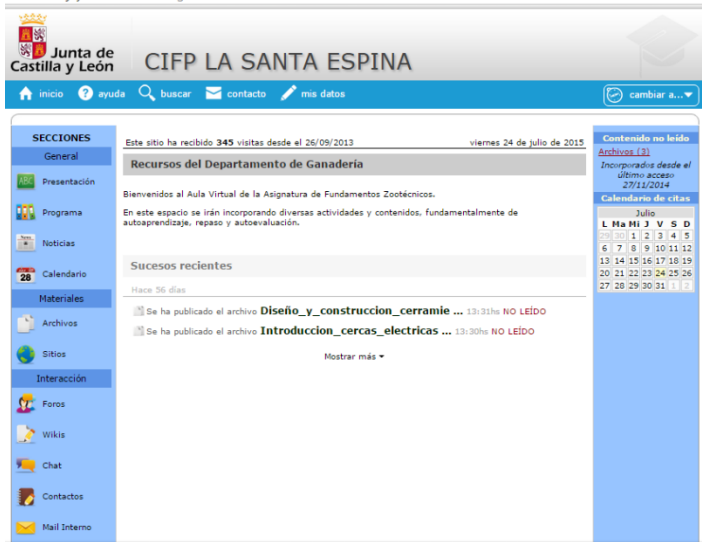 Junta de
Castilla y León
CIFP LA SANTA ESPINA
inicio ayuda buscar contacto mis datos cambiar a...
SECCIONES
General
ABC Presentación
Programa
Noticias
28 Calendario
Materiales
Archivos
Sitios
Interacción
Foros
Wikis
Chat
Contactos
Mail Interno
Este sitio ha recibido 345 visitas desde el 26/09/2013 viernes 24 de julio de 2015
Recursos del Departamento de Ganadería
Bienvenidos al Aula Virtual de la Asignatura de Fundamentos Zootécnicos.
En este espacio se irán incorporando diversas actividades y contenidos, fundamentalmente de
autoaprendizaje, repaso y autoevaluación.
Sucesos recientes
Hace 56 días
Se ha publicado el archivo Diseño_y_construccion_cerramie ... 13:31hs NO LEÍDO
Se ha publicado el archivo Introduccion_cercas_electricas ... 13:30hs NO LEÍDO
Mostrar más
Contenido no leído
Archivos (3)
Incorporados desde el
último acceso
27/11/2014
Calendario de citas
Julio
L Ma Mi J V S D
29 30 1 2 3 4 5
6 7 8 9 10 11 12
13 14 15 16 17 18 19
20 21 22 23 24 25 26
27 28 29 30 31 1 2